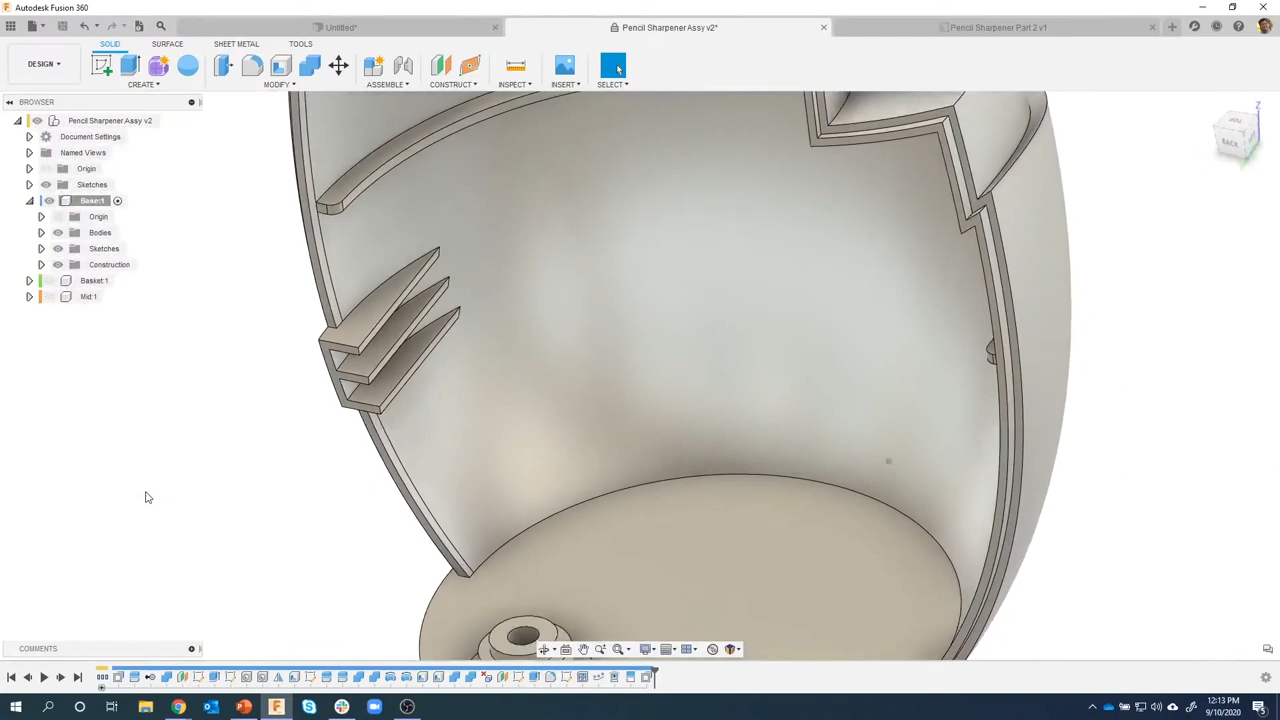 Autodesk Fusion 360
Untitled*
Pencil Sharpener Assy v2*
Pencil Sharpener Part 2 v1
SOLID
SURFACE
SHEET METAL
TOOLS
DESIGN
CREATE
MODIFY
ASSEMBLE
CONSTRUCT
INSPECT
INSERT
SELECT
BROWSER
Pencil Sharpener Assy v2
Document Settings
Named Views
Origin
Sketches
Base:1
Origin
Bodies
Sketches
Construction
Basket:1
Mid:1
Z
BACK
COMMENTS
12:13 PM
9/10/2020
5